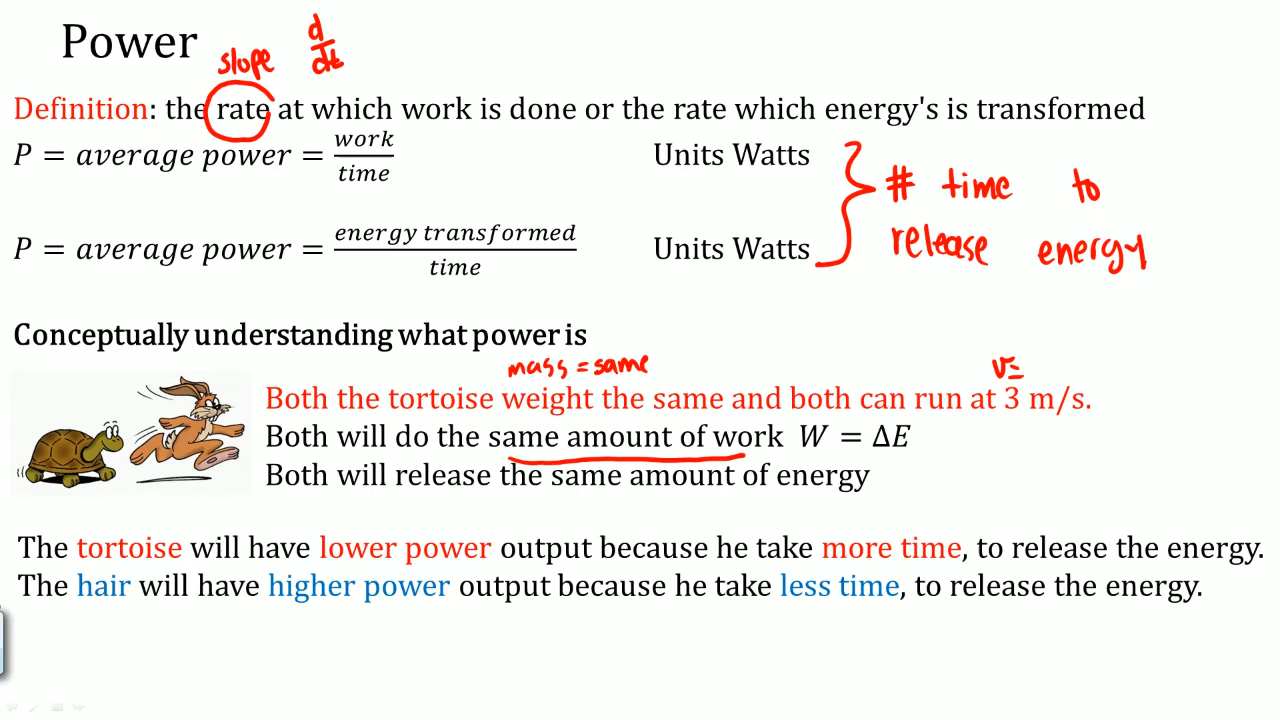 Power
slope d/dt
Definition: the rate at which work is done or the rate which energy's is transformed
P = average power = work/time Units Watts
# time to
release energy
P = average power = energy transformed/time Units Watts
Conceptually understanding what power is
mass = same v=
Both the tortoise weight the same and both can run at 3 m/s.
Both will do the same amount of work W = ΔE
Both will release the same amount of energy
The tortoise will have lower power output because he take more time, to release the energy.
The hair will have higher power output because he take less time, to release the energy.